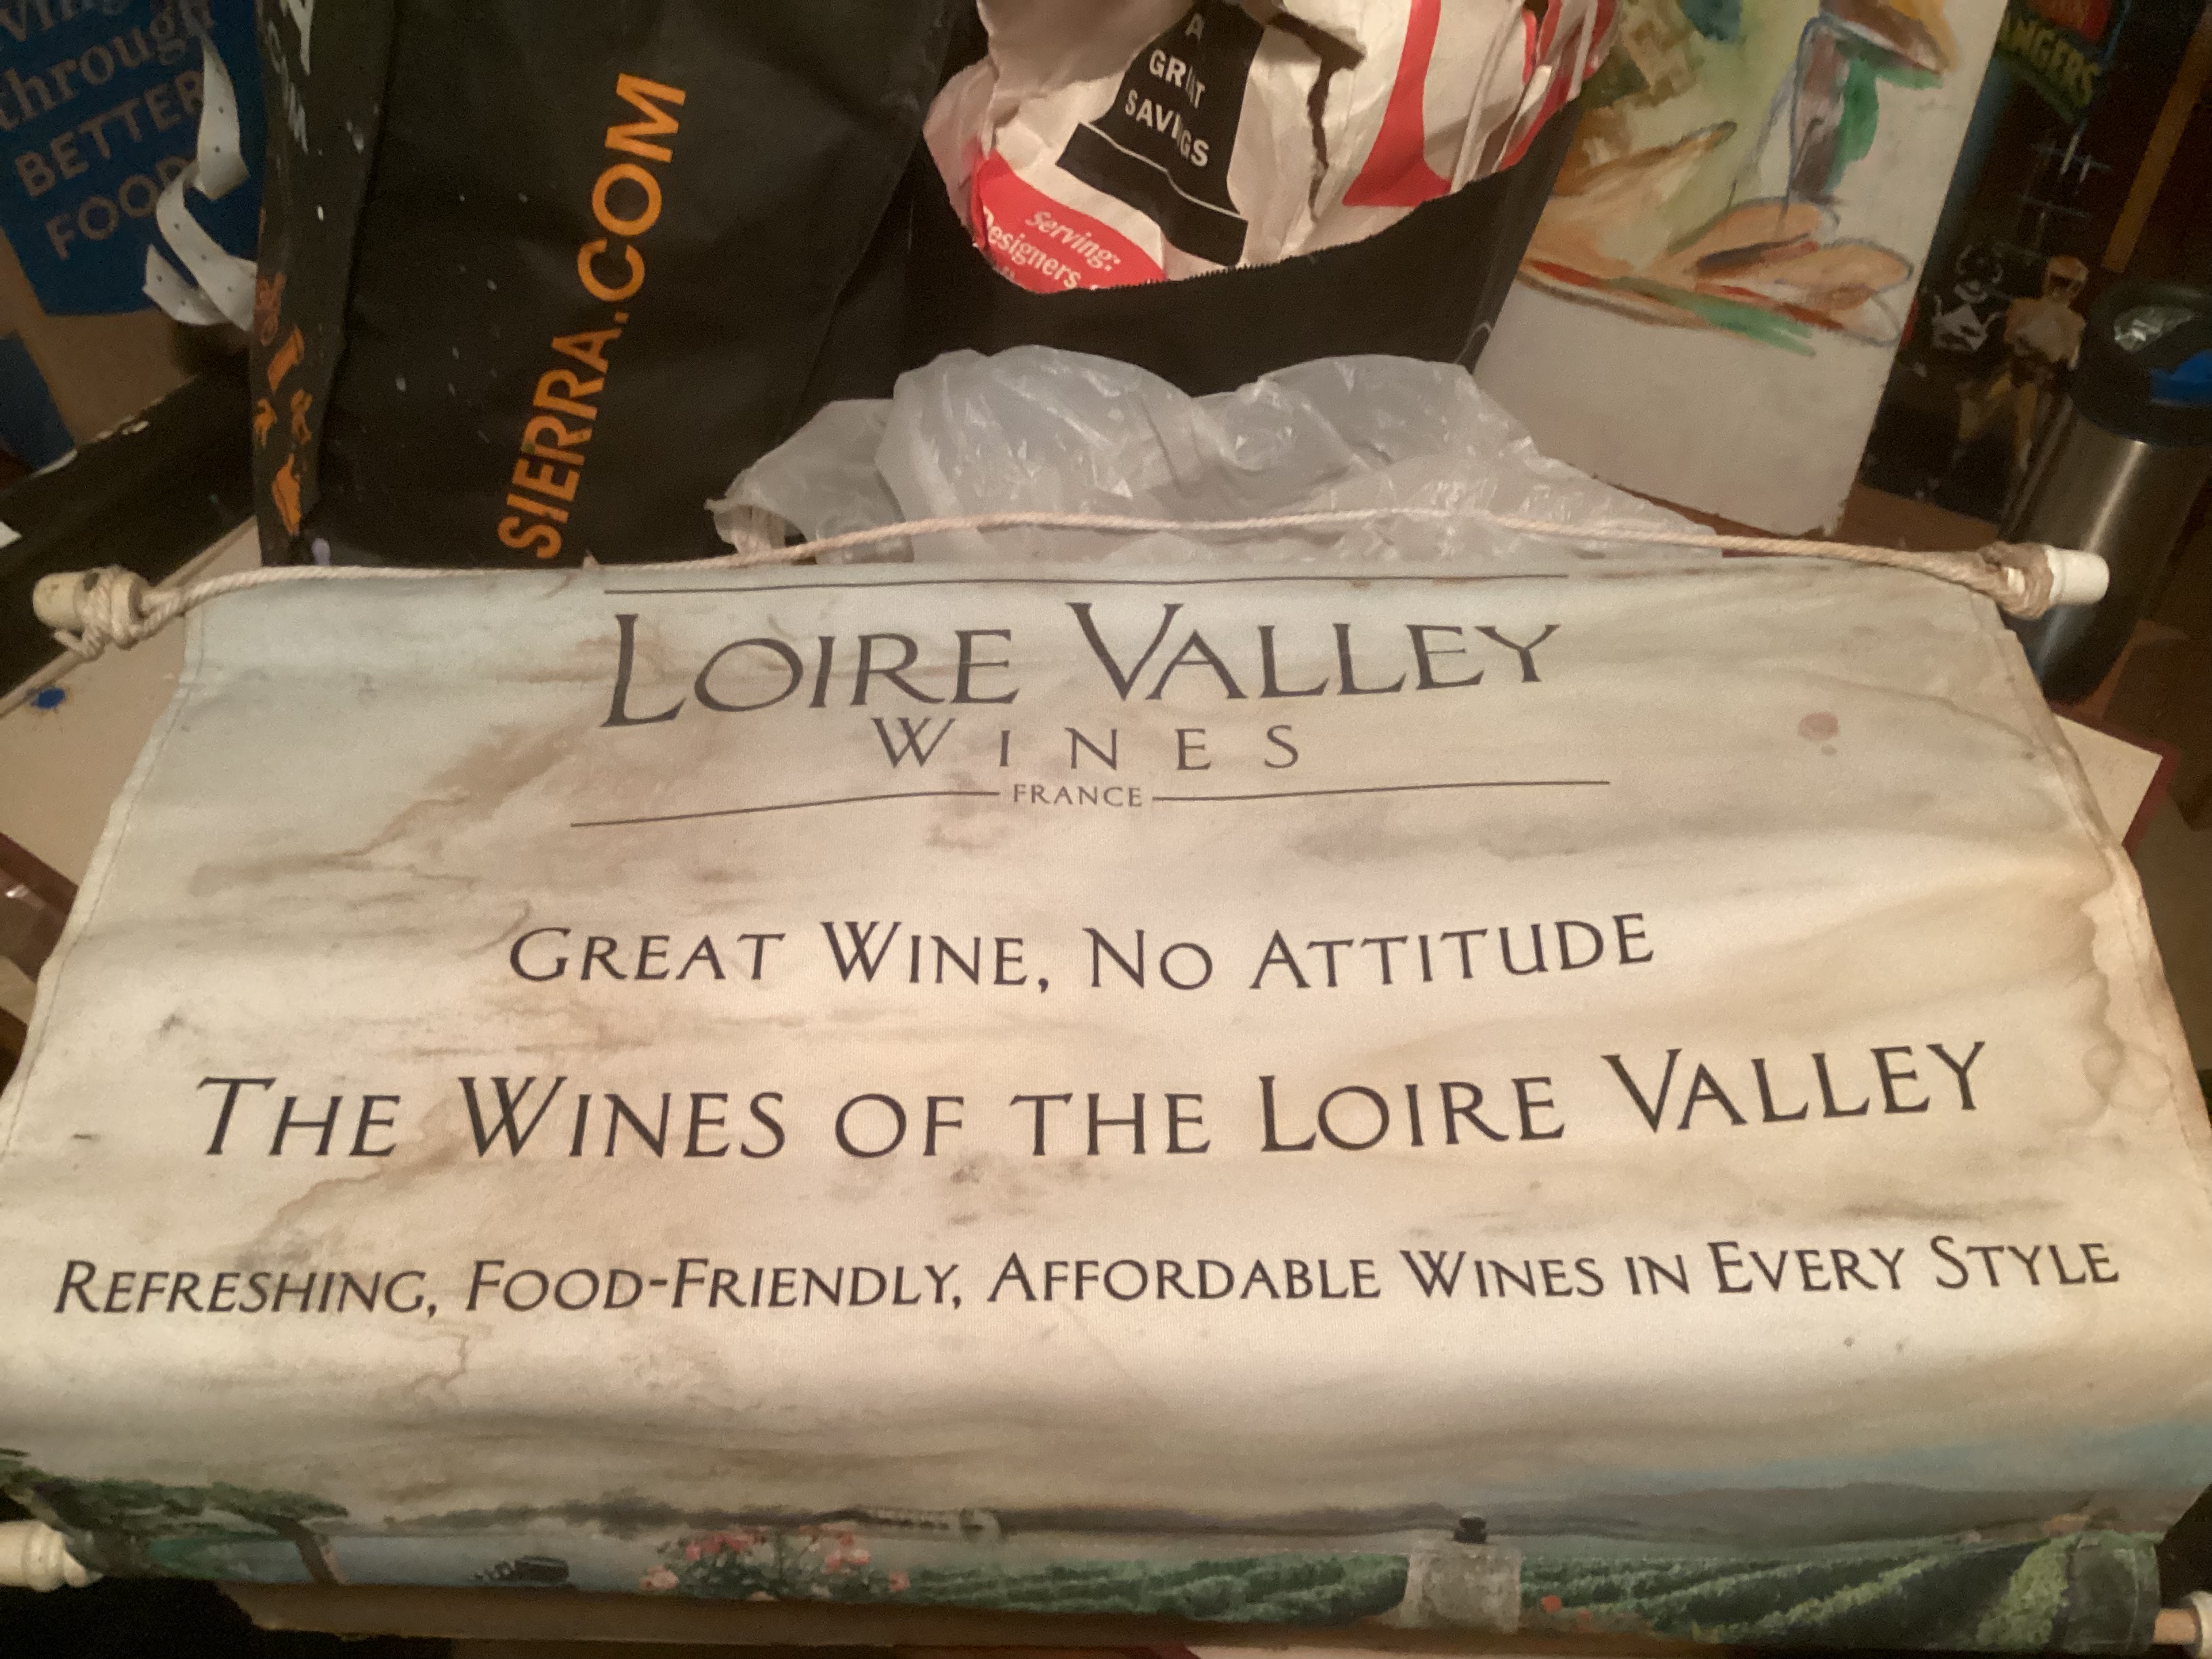 through
BETTER
FOOD
SIERRA.COM
A
SAVINGS
Serving:
Designers
LOIRE VALLEY
WINES
FRANCE
GREAT WINE, NO ATTITUDE
THE WINES OF THE LOIRE VALLEY
REFRESHING, FOOD-FRIENDLY, AFFORDABLE WINES IN EVERY STYLE